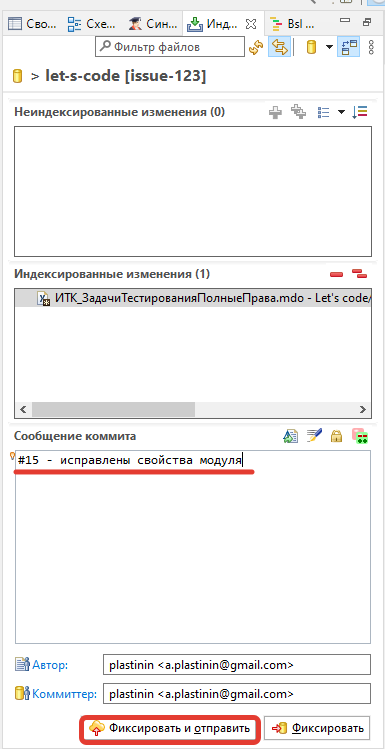 Сво...
Схе...
Син...
Инд...
Bsl ...
Фильтр файлов
> let-s-code [issue-123]
Неиндексированные изменения (0)
Индексированные изменения (1)
ИТК_ЗадачиТестированияПолныеПрава.mdo - Let's code/
Сообщение коммита
#15 - исправлены свойства модуля
Автор: plastinin <a.plastinin@gmail.com>
Коммиттер: plastinin <a.plastinin@gmail.com>
Фиксировать и отправить
Фиксировать